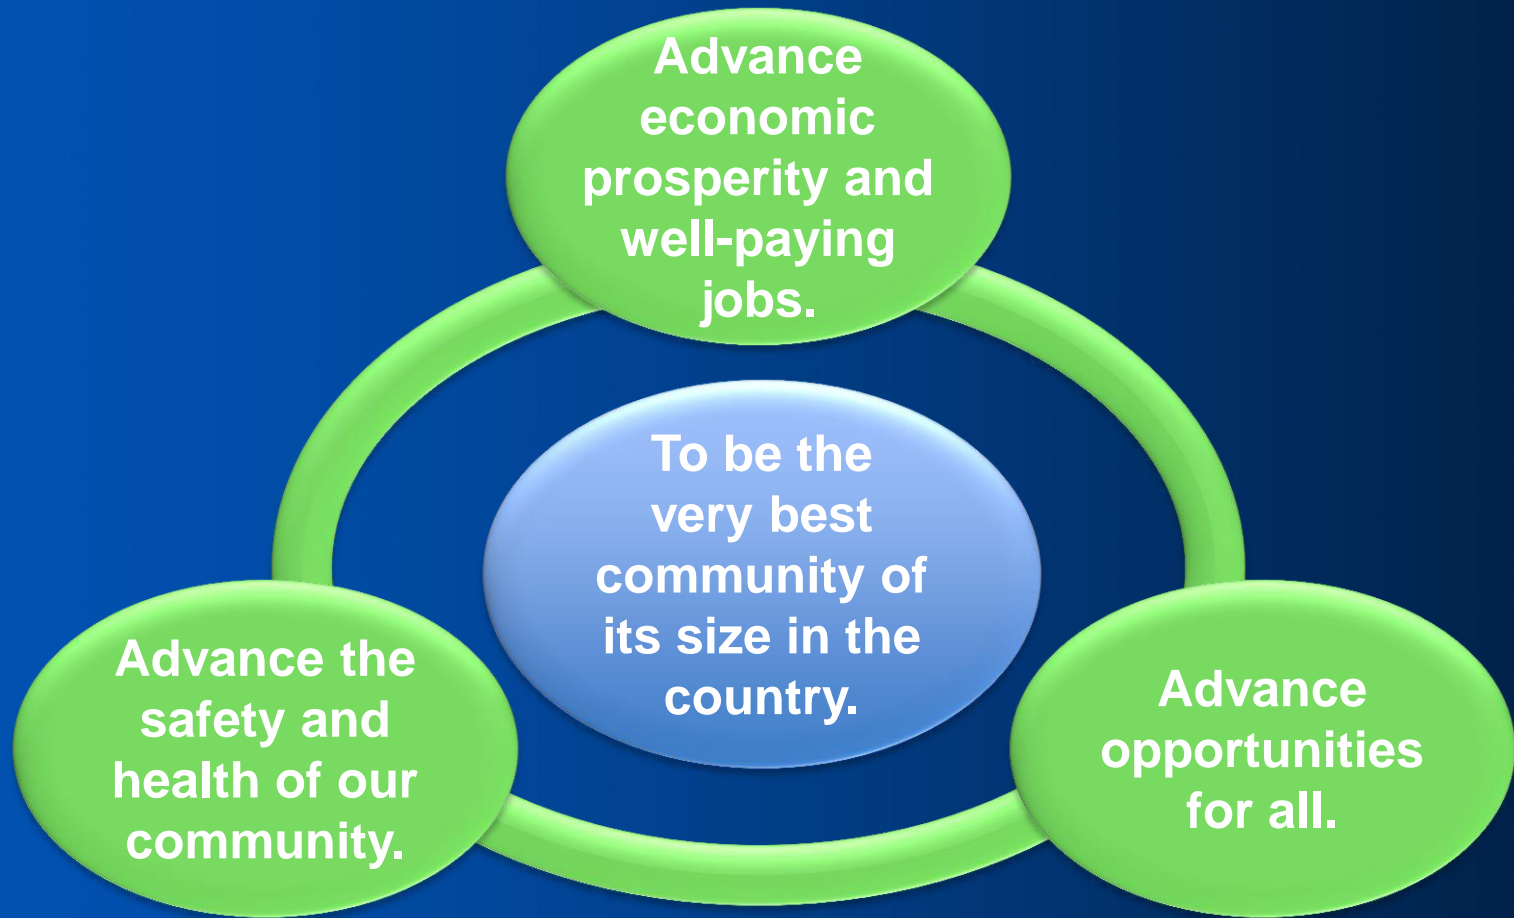 Advance
economic
prosperity and
well-paying
jobs.
To be the
very best
community of
its size in the
country.
Advance the
safety and
health of our
community.
Advance
opportunities
for all.